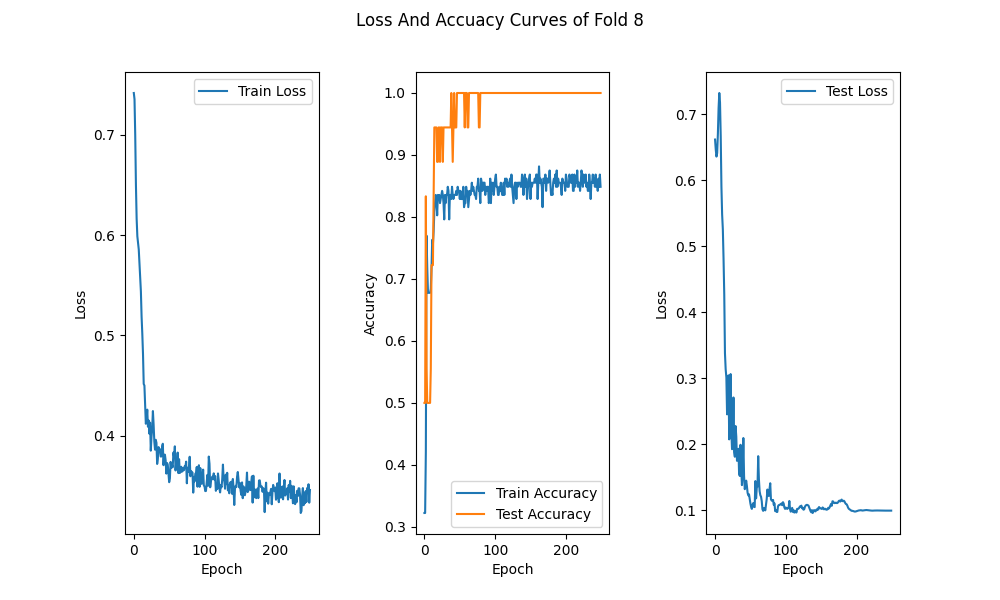 Loss And Accuacy Curves of Fold 8
Train Loss
0.7
0.6
0.5
0.4
Loss
0 100 200
Epoch
1.0
0.9
0.8
0.7
0.6
0.5
0.4
0.3
Accuracy
Train Accuracy
Test Accuracy
0 100 200
Epoch
Test Loss
0.7
0.6
0.5
0.4
0.3
0.2
0.1
Loss
0 100 200
Epoch